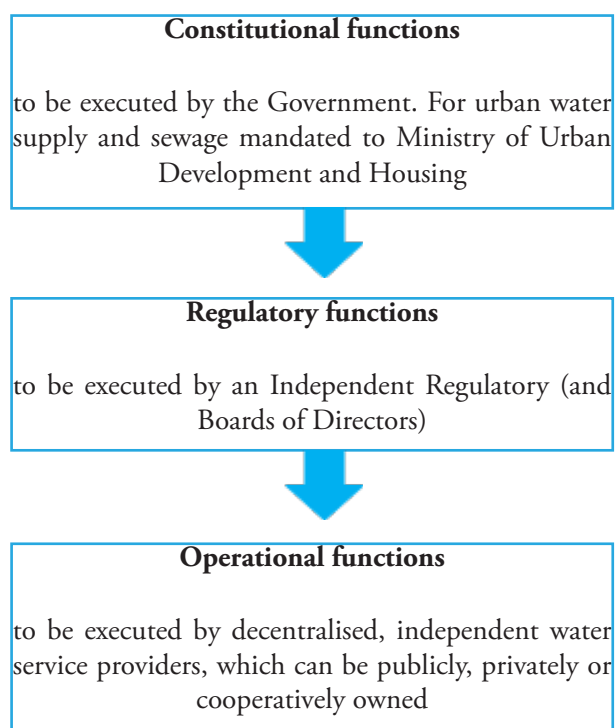 Constitutional functions
to be executed by the Government. For urban water
supply and sewage mandated to Ministry of Urban
Development and Housing
Regulatory functions
to be executed by an Independent Regulatory (and
Boards of Directors)
Operational functions
to be executed by decentralised, independent water
service providers, which can be publicly, privately or
cooperatively owned